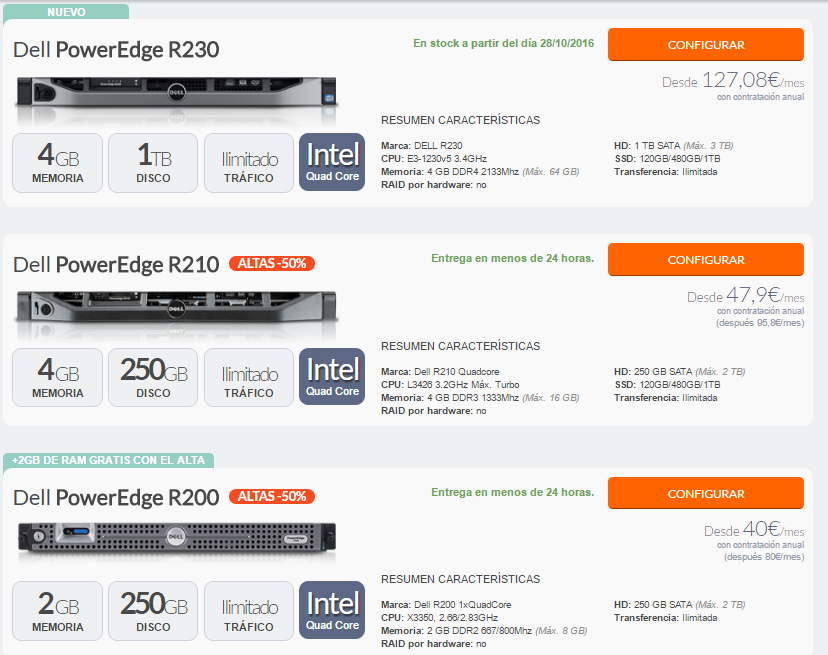 NUEVO
Dell PowerEdge R230
En stock a partir del día 28/10/2016
CONFIGURAR
Desde 127,08€/mes
con contratación anual
DELL
4GB
MEMORIA
1TB
DISCO
Ilimitado
TRÁFICO
Intel
Quad Core
RESUMEN CARACTERÍSTICAS
Marca: DELL R230
CPU: E3-1230v5 3.4GHz
Memoria: 4 GB DDR4 2133Mhz (Máx. 64 GB)
RAID por hardware: no
HD: 1 TB SATA (Máx. 3 TB)
SSD: 120GB/480GB/1TB
Transferencia: Ilimitada
Dell PowerEdge R210 ALTAS -50%
Entrega en menos de 24 horas.
CONFIGURAR
Desde 47,9€/mes
con contratación anual
(después 95,8€/mes)
DELL
4GB
MEMORIA
250GB
DISCO
Ilimitado
TRÁFICO
Intel
Quad Core
RESUMEN CARACTERÍSTICAS
Marca: Dell R210 Quadcore
CPU: L3426 3.2GHz Máx. Turbo
Memoria: 4 GB DDR3 1333Mhz (Máx. 16 GB)
RAID por hardware: no
HD: 250 GB SATA (Máx. 2 TB)
SSD: 120GB/480GB/1TB
Transferencia: Ilimitada
+2GB DE RAM GRATIS CON EL ALTA
Dell PowerEdge R200 ALTAS -50%
Entrega en menos de 24 horas.
CONFIGURAR
Desde 40€/mes
con contratación anual
(después 80€/mes)
DELL
PowerEdge
2GB
MEMORIA
250GB
DISCO
Ilimitado
TRÁFICO
Intel
Quad Core
RESUMEN CARACTERÍSTICAS
Marca: Dell R200 1xQuadCore
CPU: X3350, 2.66/2.83GHz
Memoria: 2 GB DDR2 667/800Mhz (Máx. 8 GB)
RAID por hardware: no
HD: 250 GB SATA (Máx. 2 TB)
Transferencia: Ilimitada